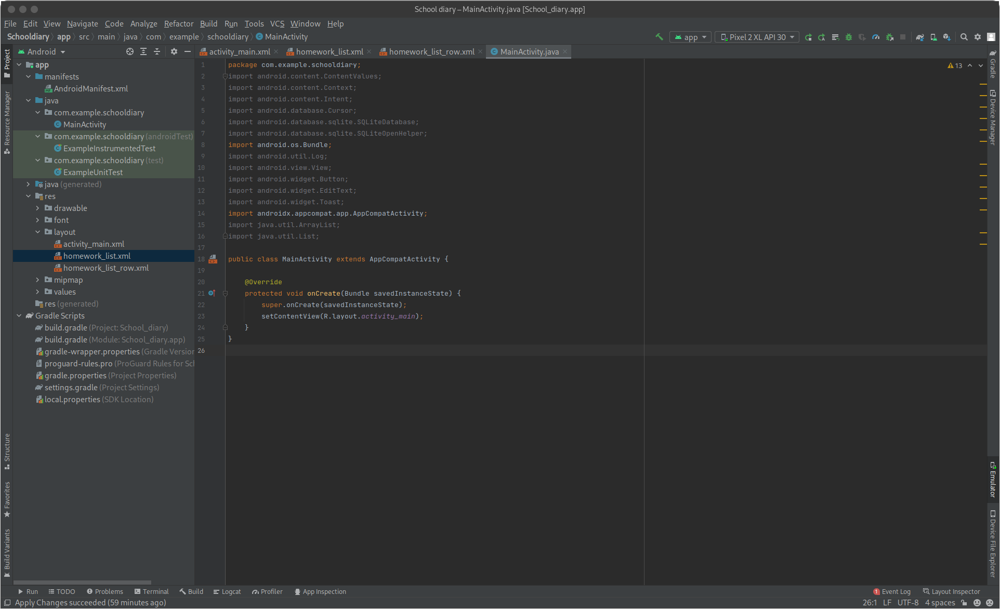 School diary – MainActivity.java [School_diary.app]
File Edit View Navigate Code Analyze Refactor Build Run Tools VCS Window Help
Schooldiary app src main java com example schooldiary MainActivity
app Pixel 2 XL API 30
Android
activity_main.xml homework_list.xml homework_list_row.xml MainActivity.java
Project
Resource Manager
Structure
Favorites
Build Variants
app
manifests
AndroidManifest.xml
java
com.example.schooldiary
MainActivity
com.example.schooldiary (androidTest)
ExampleInstrumentedTest
com.example.schooldiary (test)
ExampleUnitTest
java (generated)
res
drawable
font
layout
activity_main.xml
homework_list.xml
homework_list_row.xml
mipmap
values
res (generated)
Gradle Scripts
build.gradle (Project: School_diary)
build.gradle (Module: School_diary.app)
gradle-wrapper.properties (Gradle Version
proguard-rules.pro (ProGuard Rules for Sc
gradle.properties (Project Properties)
settings.gradle (Project Settings)
local.properties (SDK Location)
1 package com.example.schooldiary;
2 import android.content.ContentValues;
3 import android.content.Context;
4 import android.content.Intent;
5 import android.database.Cursor;
6 import android.database.sqlite.SQLiteDatabase;
7 import android.database.sqlite.SQLiteOpenHelper;
8 import android.os.Bundle;
9 import android.util.Log;
10 import android.view.View;
11 import android.widget.Button;
12 import android.widget.EditText;
13 import android.widget.Toast;
14 import androidx.appcompat.app.AppCompatActivity;
15 import java.util.ArrayList;
16 import java.util.List;
17
18 public class MainActivity extends AppCompatActivity {
19
20 @Override
21 protected void onCreate(Bundle savedInstanceState) {
22 super.onCreate(savedInstanceState);
23 setContentView(R.layout.activity_main);
24 }
25 }
26
13
Gradle
Device Manager
Emulator
Device File Explorer
Run TODO Problems Terminal Build Logcat Profiler App Inspection
1 Event Log Layout Inspector
Apply Changes succeeded (59 minutes ago)
26:1 LF UTF-8 4 spaces